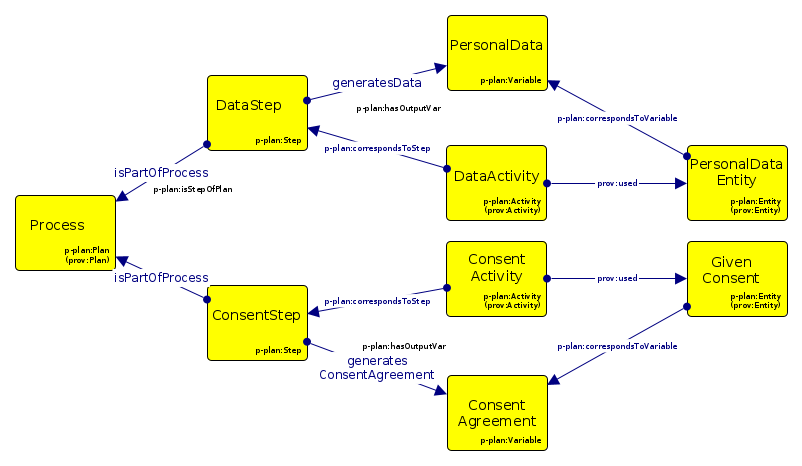 PersonalData
p-plan:Variable
generatesData
p-plan:hasOutputVar
DataStep
p-plan:Step
p-plan:correspondsToStep
p-plan:correspondsToVariable
isPartOfProcess
p-plan:isStepOfPlan
DataActivity
p-plan:Activity
(prov:Activity)
prov:used
PersonalData
Entity
p-plan:Entity
(prov:Entity)
Process
p-plan:Plan
(prov:Plan)
isPartOfProcess
Consent
Activity
p-plan:Activity
(prov:Activity)
prov:used
Given
Consent
p-plan:Entity
(prov:Entity)
p-plan:correspondsToStep
ConsentStep
p-plan:Step
p-plan:hasOutputVar
generates
ConsentAgreement
p-plan:correspondsToVariable
Consent
Agreement
p-plan:Variable